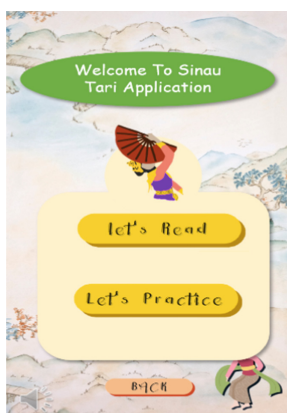 Welcome To Sinau
Tari Application
let's Read
Let's Practice
BACK